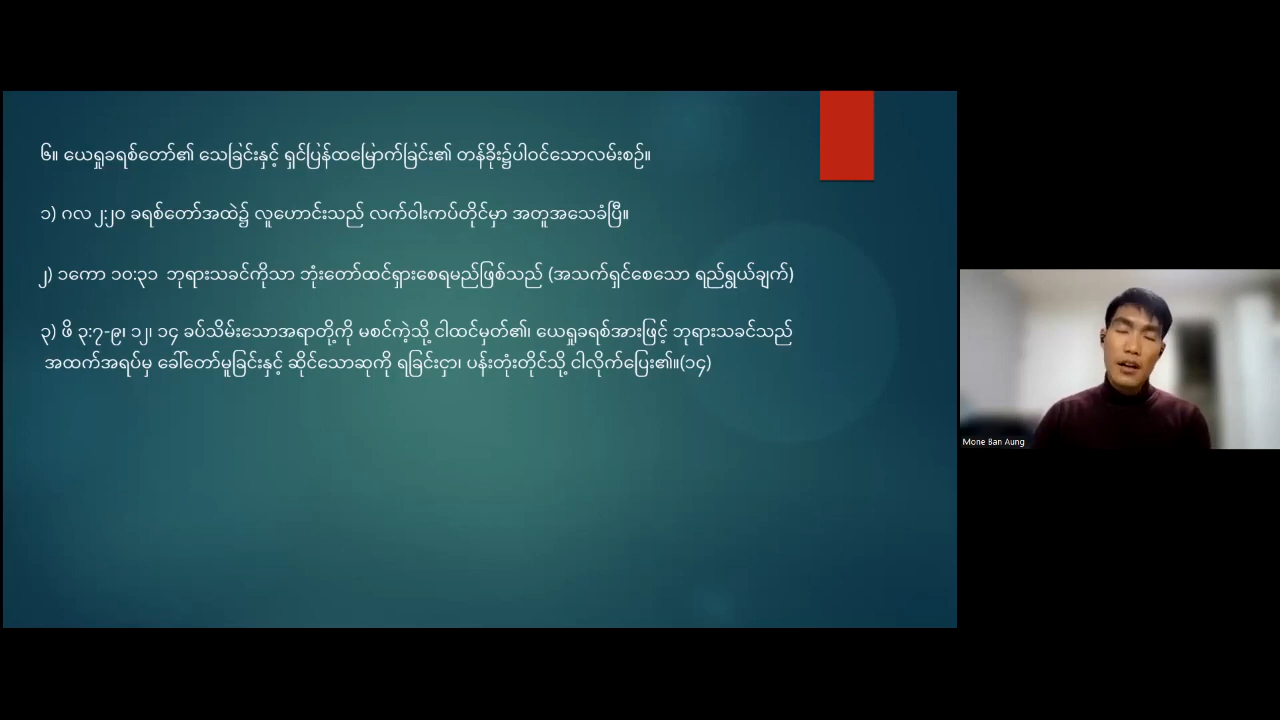 ၆။ ယေရှုခရစ်တော်၏ သေခြင်းနှင့် ရှင်ပြန်ထမြောက်ခြင်း၏ တန်ခိုး၌ပါဝင်သောလမ်းစဉ်။
၁) ဂလ ၂:၂၀ ခရစ်တော်အထဲ၌ လူဟောင်းသည် လက်ဝါးကပ်တိုင်မှာ အတူအသေခံပြီ။
၂) ၁ကော ၁၀:၃၁ ဘုရားသခင်ကိုသာ ဘုံးတော်ထင်ရှားစေရမည်ဖြစ်သည် (အသက်ရှင်စေသော ရည်ရွယ်ချက်)
၃) ဖိ ၃:၇-၉၊ ၁၂၊ ၁၄ ခပ်သိမ်းသောအရာတို့ကို မစင်ကဲ့သို့ ငါထင်မှတ်၏၊ ယေရှုခရစ်အားဖြင့် ဘုရားသခင်သည်
အထက်အရပ်မှ ခေါ်တော်မူခြင်းနှင့် ဆိုင်သောဆုကို ရခြင်းငှာ၊ ပန်းတုံးတိုင်သို့ ငါလိုက်ပြေး၏။(၁၄)
Mone Ban Aung